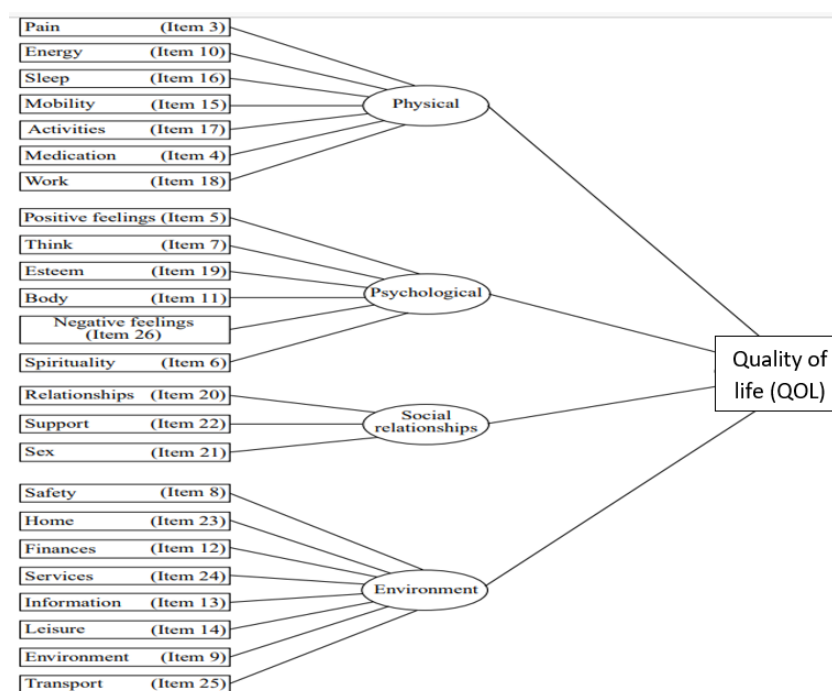 Pain (Item 3)
Energy (Item 10)
Sleep (Item 16)
Mobility (Item 15)
Activities (Item 17)
Medication (Item 4)
Work (Item 18)
Physical
Positive feelings (Item 5)
Think (Item 7)
Esteem (Item 19)
Body (Item 11)
Negative feelings
(Item 26)
Spirituality (Item 6)
Psychological
Relationships (Item 20)
Support (Item 22)
Sex (Item 21)
Social
relationships
Safety (Item 8)
Home (Item 23)
Finances (Item 12)
Services (Item 24)
Information (Item 13)
Leisure (Item 14)
Environment (Item 9)
Transport (Item 25)
Environment
Quality of
life (QOL)